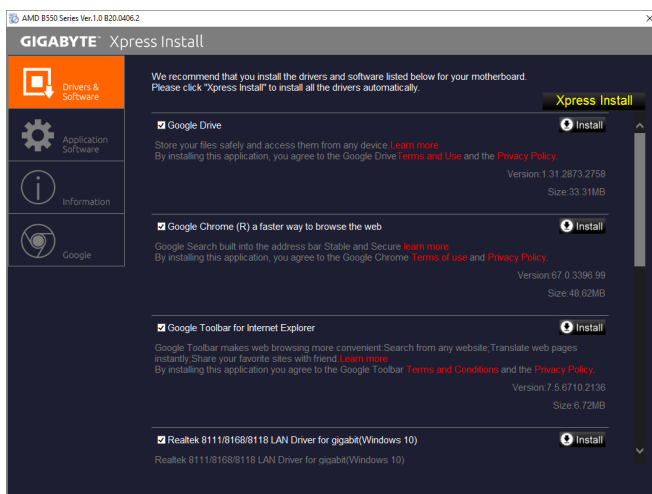 AMD B550 Series Ver.1.0 B20.0406.2
GIGABYTE™ Xpress Install
Drivers &
Software
Application
Software
Information
Google
We recommend that you install the drivers and software listed below for your motherboard.
Please click "Xpress Install" to install all the drivers automatically.
Xpress Install
Google Drive
Install
Store your files safely and access them from any device.Learn more
By installing this application, you agree to the Google DriveTerms and Use and the Privacy Policy.
Version:1.31.2873.2758
Size:33.31MB
Google Chrome (R) a faster way to browse the web
Install
Google Search built into the address bar Stable and Secure learn more
By installing this application, you agree to the Google Chrome Terms of use and Privacy Policy.
Version:67.0.3396.99
Size:48.62MB
Google Toolbar for Internet Explorer
Install
Google Toolbar makes web browsing more convenient:Search from any website;Translate web pages
instantly;Share your favorite sites with friend.Learn more
By installing this application you agree to the Google Toolbar Terms and Conditions and the Privacy Policy.
Version:7.5.6710.2136
Size:6.72MB
Realtek 8111/8168/8118 LAN Driver for gigabit(Windows 10)
Install
Realtek 8111/8168/8118 LAN Driver for gigabit(Windows 10)